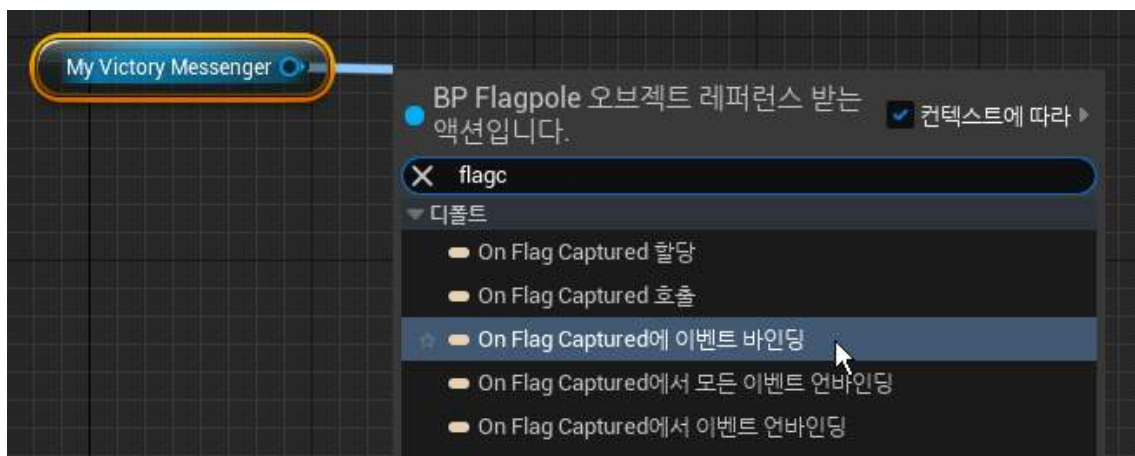 My Victory Messenger
BP Flagpole 오브젝트 레퍼런스 받는
액션입니다.
컨텍스트에 따라
flagc
디폴트
On Flag Captured 할당
On Flag Captured 호출
On Flag Captured에 이벤트 바인딩
On Flag Captured에서 모든 이벤트 언바인딩
On Flag Captured에서 이벤트 언바인딩